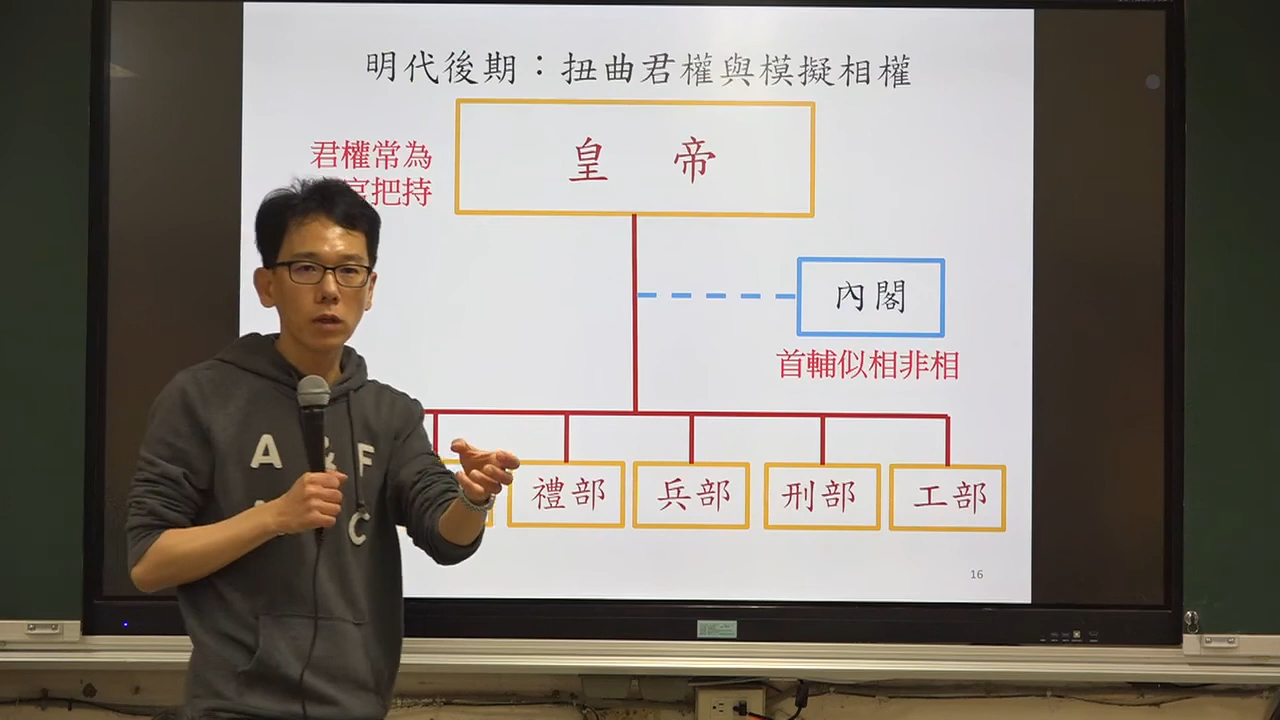 明代後期：扭曲君權與模擬相權
皇 帝
君權常為
官把持
內閣
首輔似相非相
禮部 兵部 刑部 工部
A & F
C
16